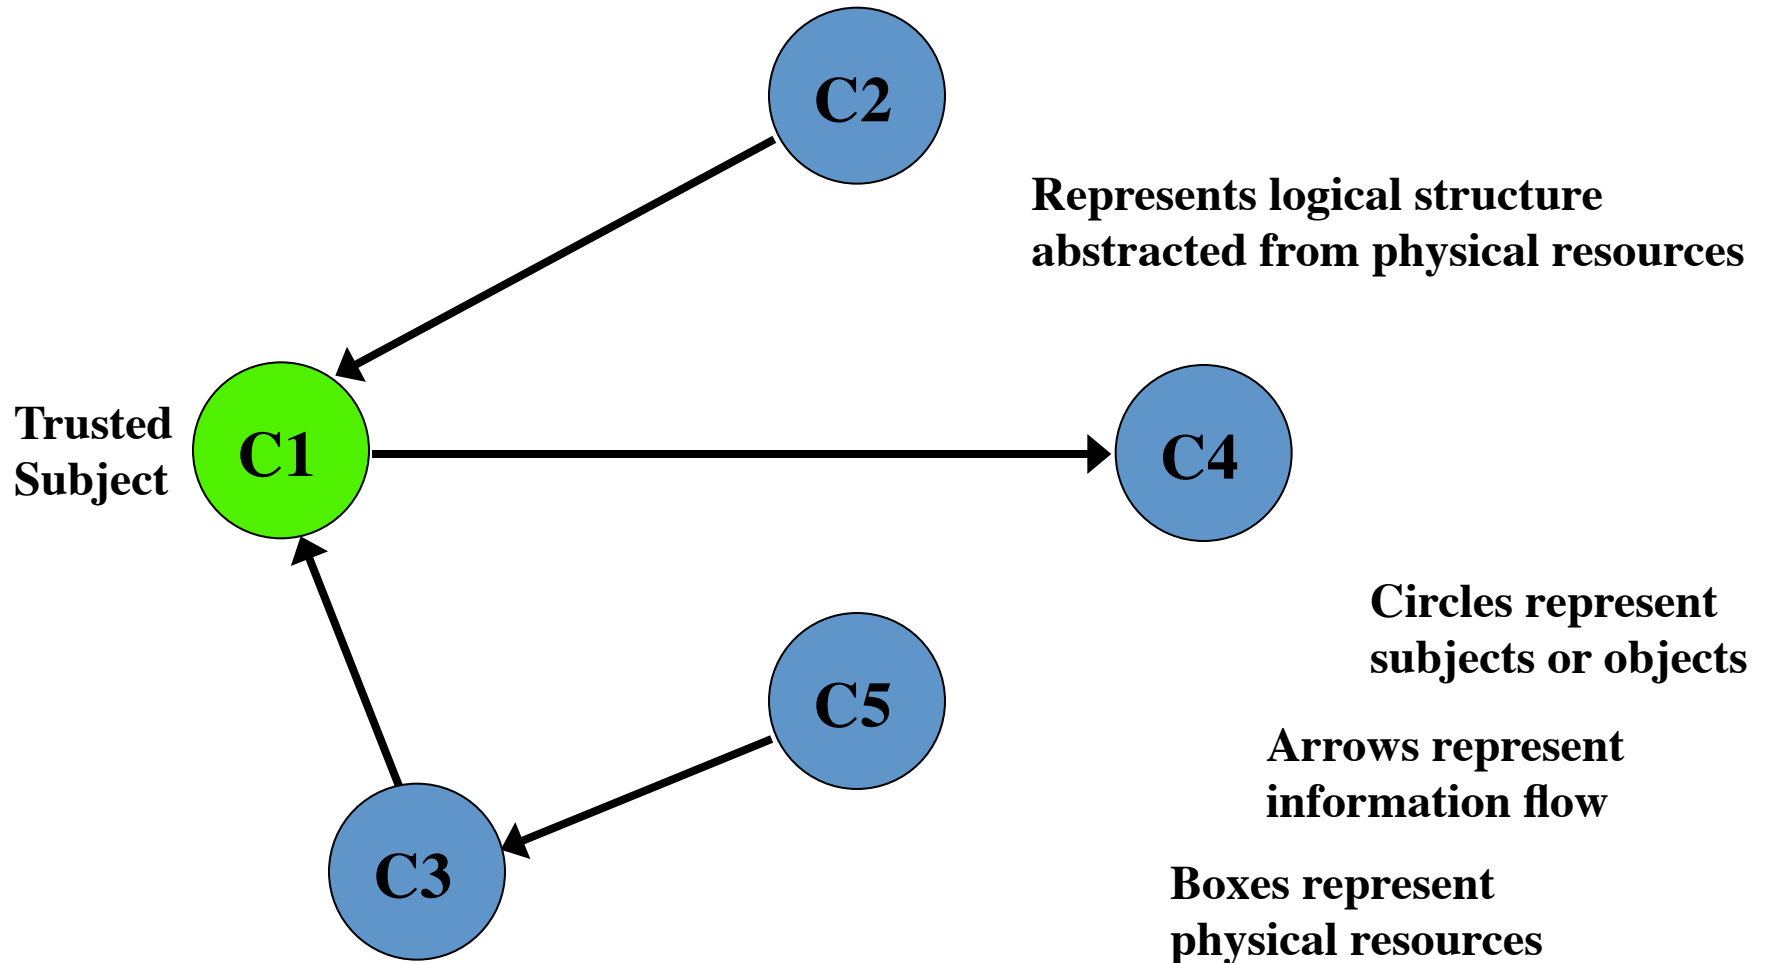 C2
Represents logical structure
abstracted from physical resources
Trusted
Subject
C1
C4
Circles represent
subjects or objects
C5
Arrows represent
information flow
C3
Boxes represent
physical resources